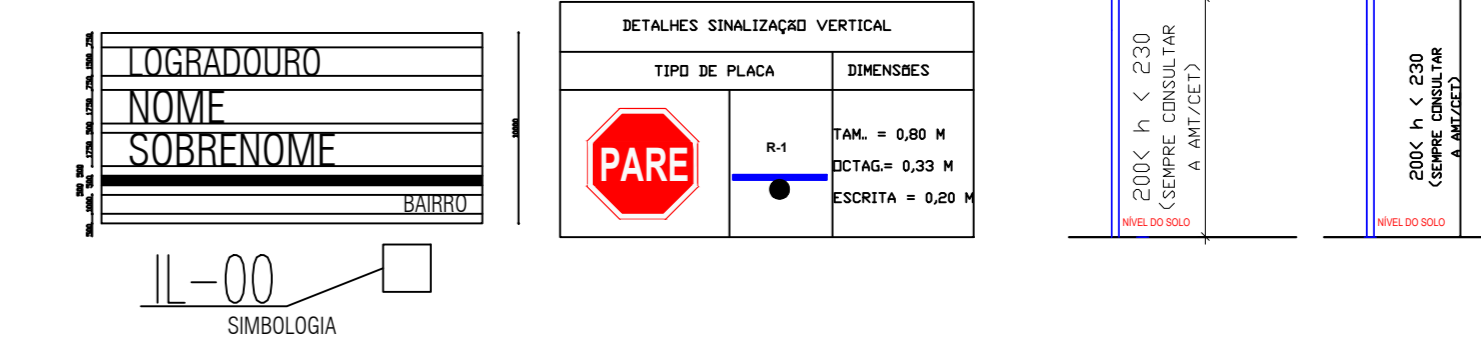 LOGRADOURO
NOME
SOBRENOME
BAIRRO
IL-00
SIMBOLOGIA
DETALHES SINALIZAÇÃO VERTICAL
TIPO DE PLACA
DIMENSÕES
PARE
R-1
TAM.. = 0,80 M
OCTAG.= 0,33 M
ESCRITA = 0,20 M
200< h < 230
(SEMPRE CONSULTAR
A AMT/CET)
NÍVEL DO SOLO
200< h < 230
(SEMPRE CONSULTAR
A AMT/CET)
NÍVEL DO SOLO